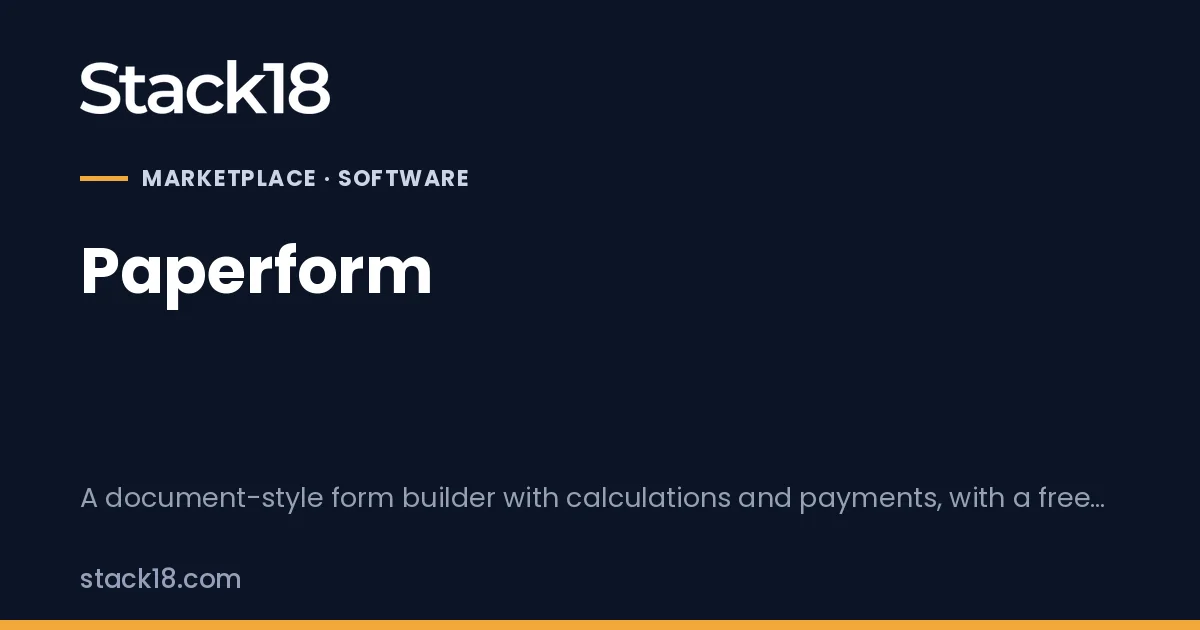 Stack18
MARKETPLACE · SOFTWARE
Paperform
A document-style form builder with calculations and payments, with a free...
stack18.com